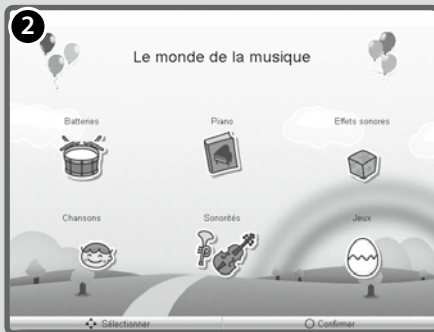 2
Le monde de la musique
Batteries Piano Effets sonores
Chansons Sonorités Jeux
Sélectionner Confirmer